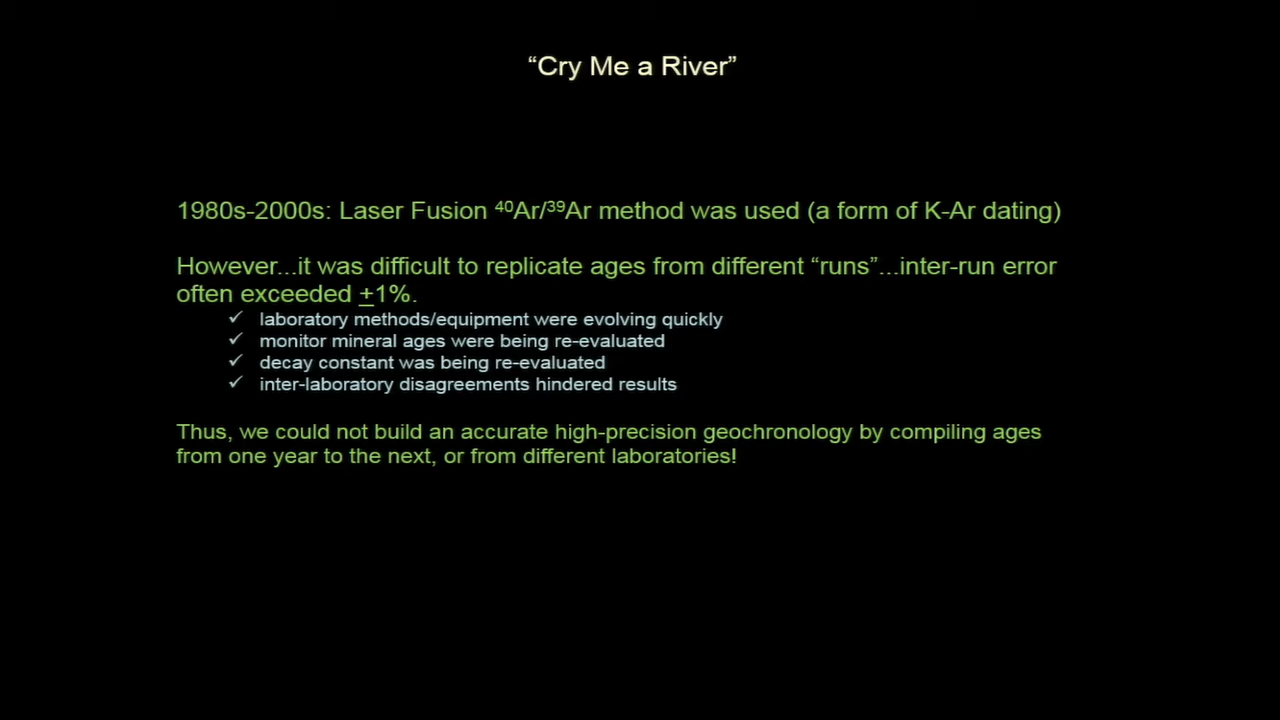 “Cry Me a River”
1980s-2000s: Laser Fusion ⁴⁰Ar/³⁹Ar method was used (a form of K-Ar dating)
However...it was difficult to replicate ages from different “runs”...inter-run error
often exceeded ±1%.
✓ laboratory methods/equipment were evolving quickly
✓ monitor mineral ages were being re-evaluated
✓ decay constant was being re-evaluated
✓ inter-laboratory disagreements hindered results
Thus, we could not build an accurate high-precision geochronology by compiling ages
from one year to the next, or from different laboratories!